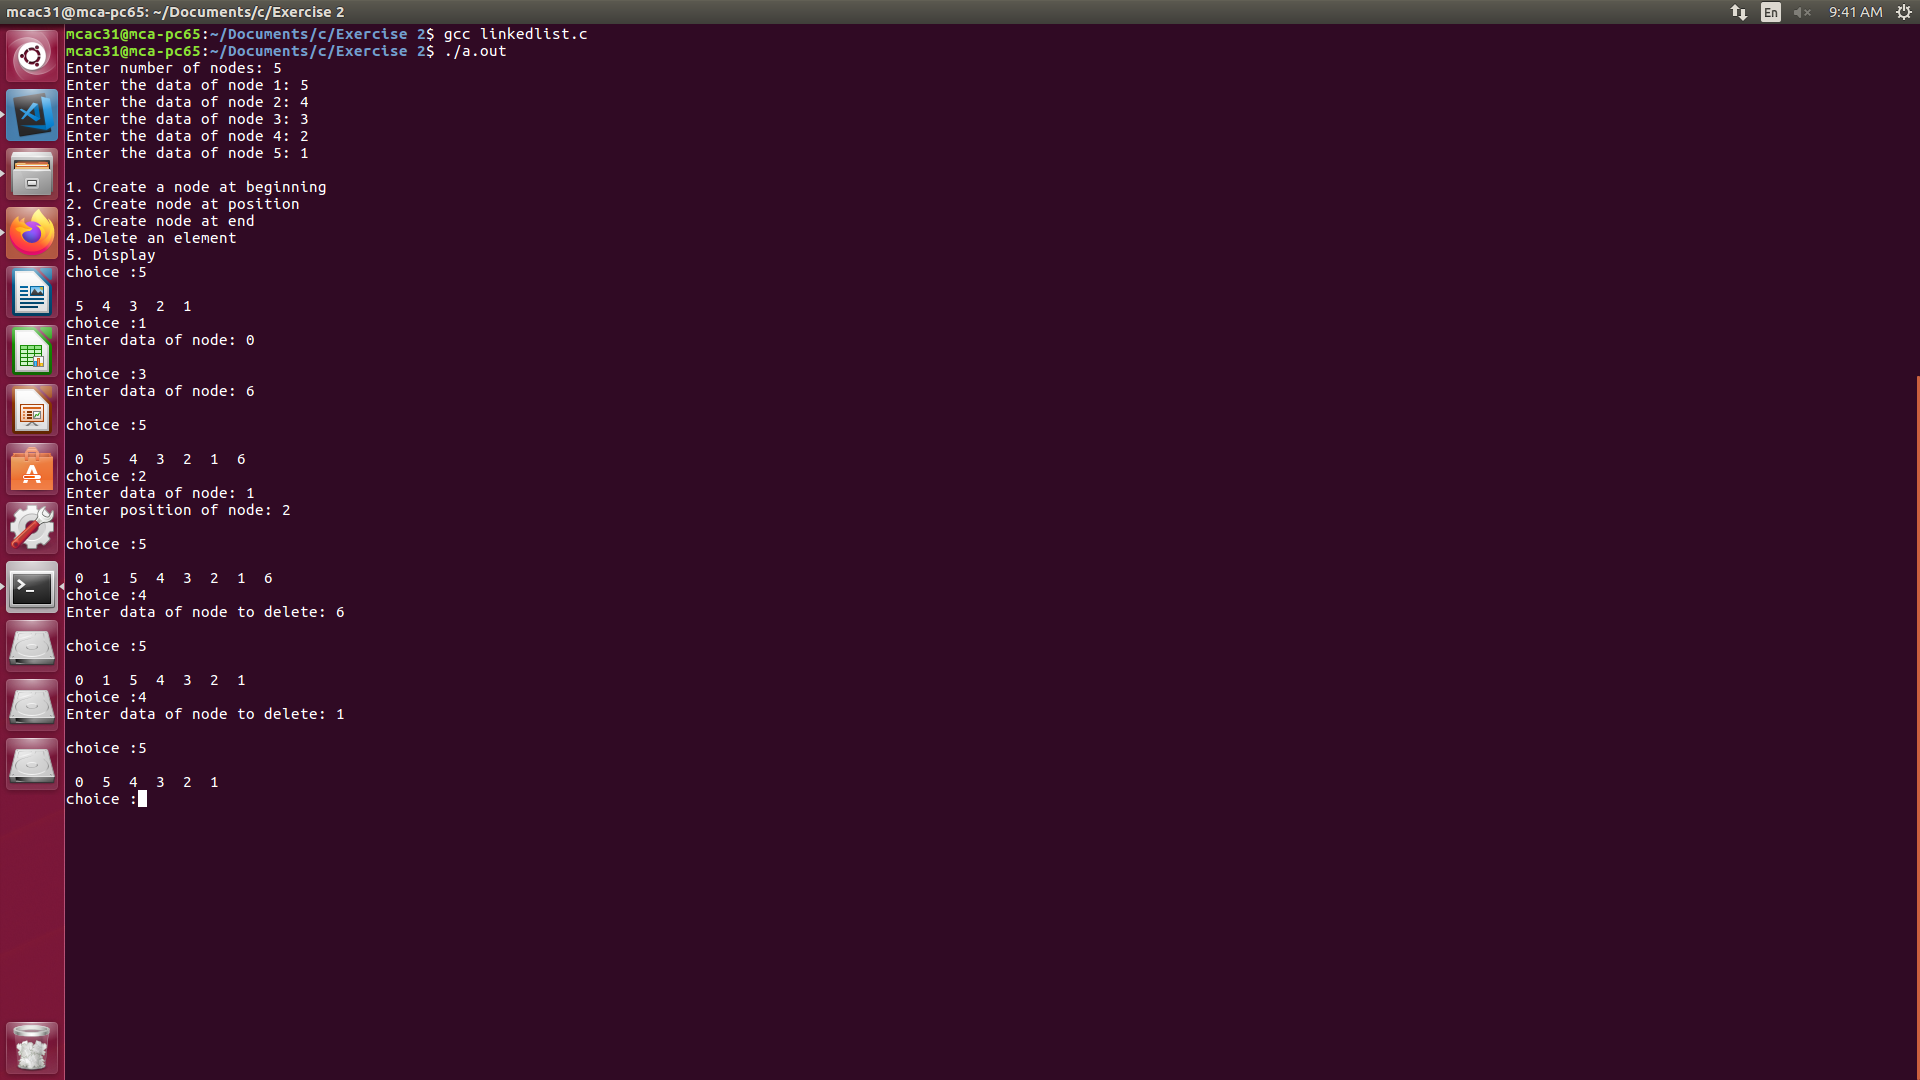 mcac31@mca-pc65: ~/Documents/c/Exercise 2
En
9:41 AM
mcac31@mca-pc65:~/Documents/c/Exercise 2$ gcc linkedlist.c
mcac31@mca-pc65:~/Documents/c/Exercise 2$ ./a.out
Enter number of nodes: 5
Enter the data of node 1: 5
Enter the data of node 2: 4
Enter the data of node 3: 3
Enter the data of node 4: 2
Enter the data of node 5: 1
1. Create a node at beginning
2. Create node at position
3. Create node at end
4.Delete an element
5. Display
choice :5
5 4 3 2 1
choice :1
Enter data of node: 0
choice :3
Enter data of node: 6
choice :5
0 5 4 3 2 1 6
choice :2
Enter data of node: 1
Enter position of node: 2
choice :5
0 1 5 4 3 2 1 6
choice :4
Enter data of node to delete: 6
choice :5
0 1 5 4 3 2 1
choice :4
Enter data of node to delete: 1
choice :5
0 5 4 3 2 1
choice :